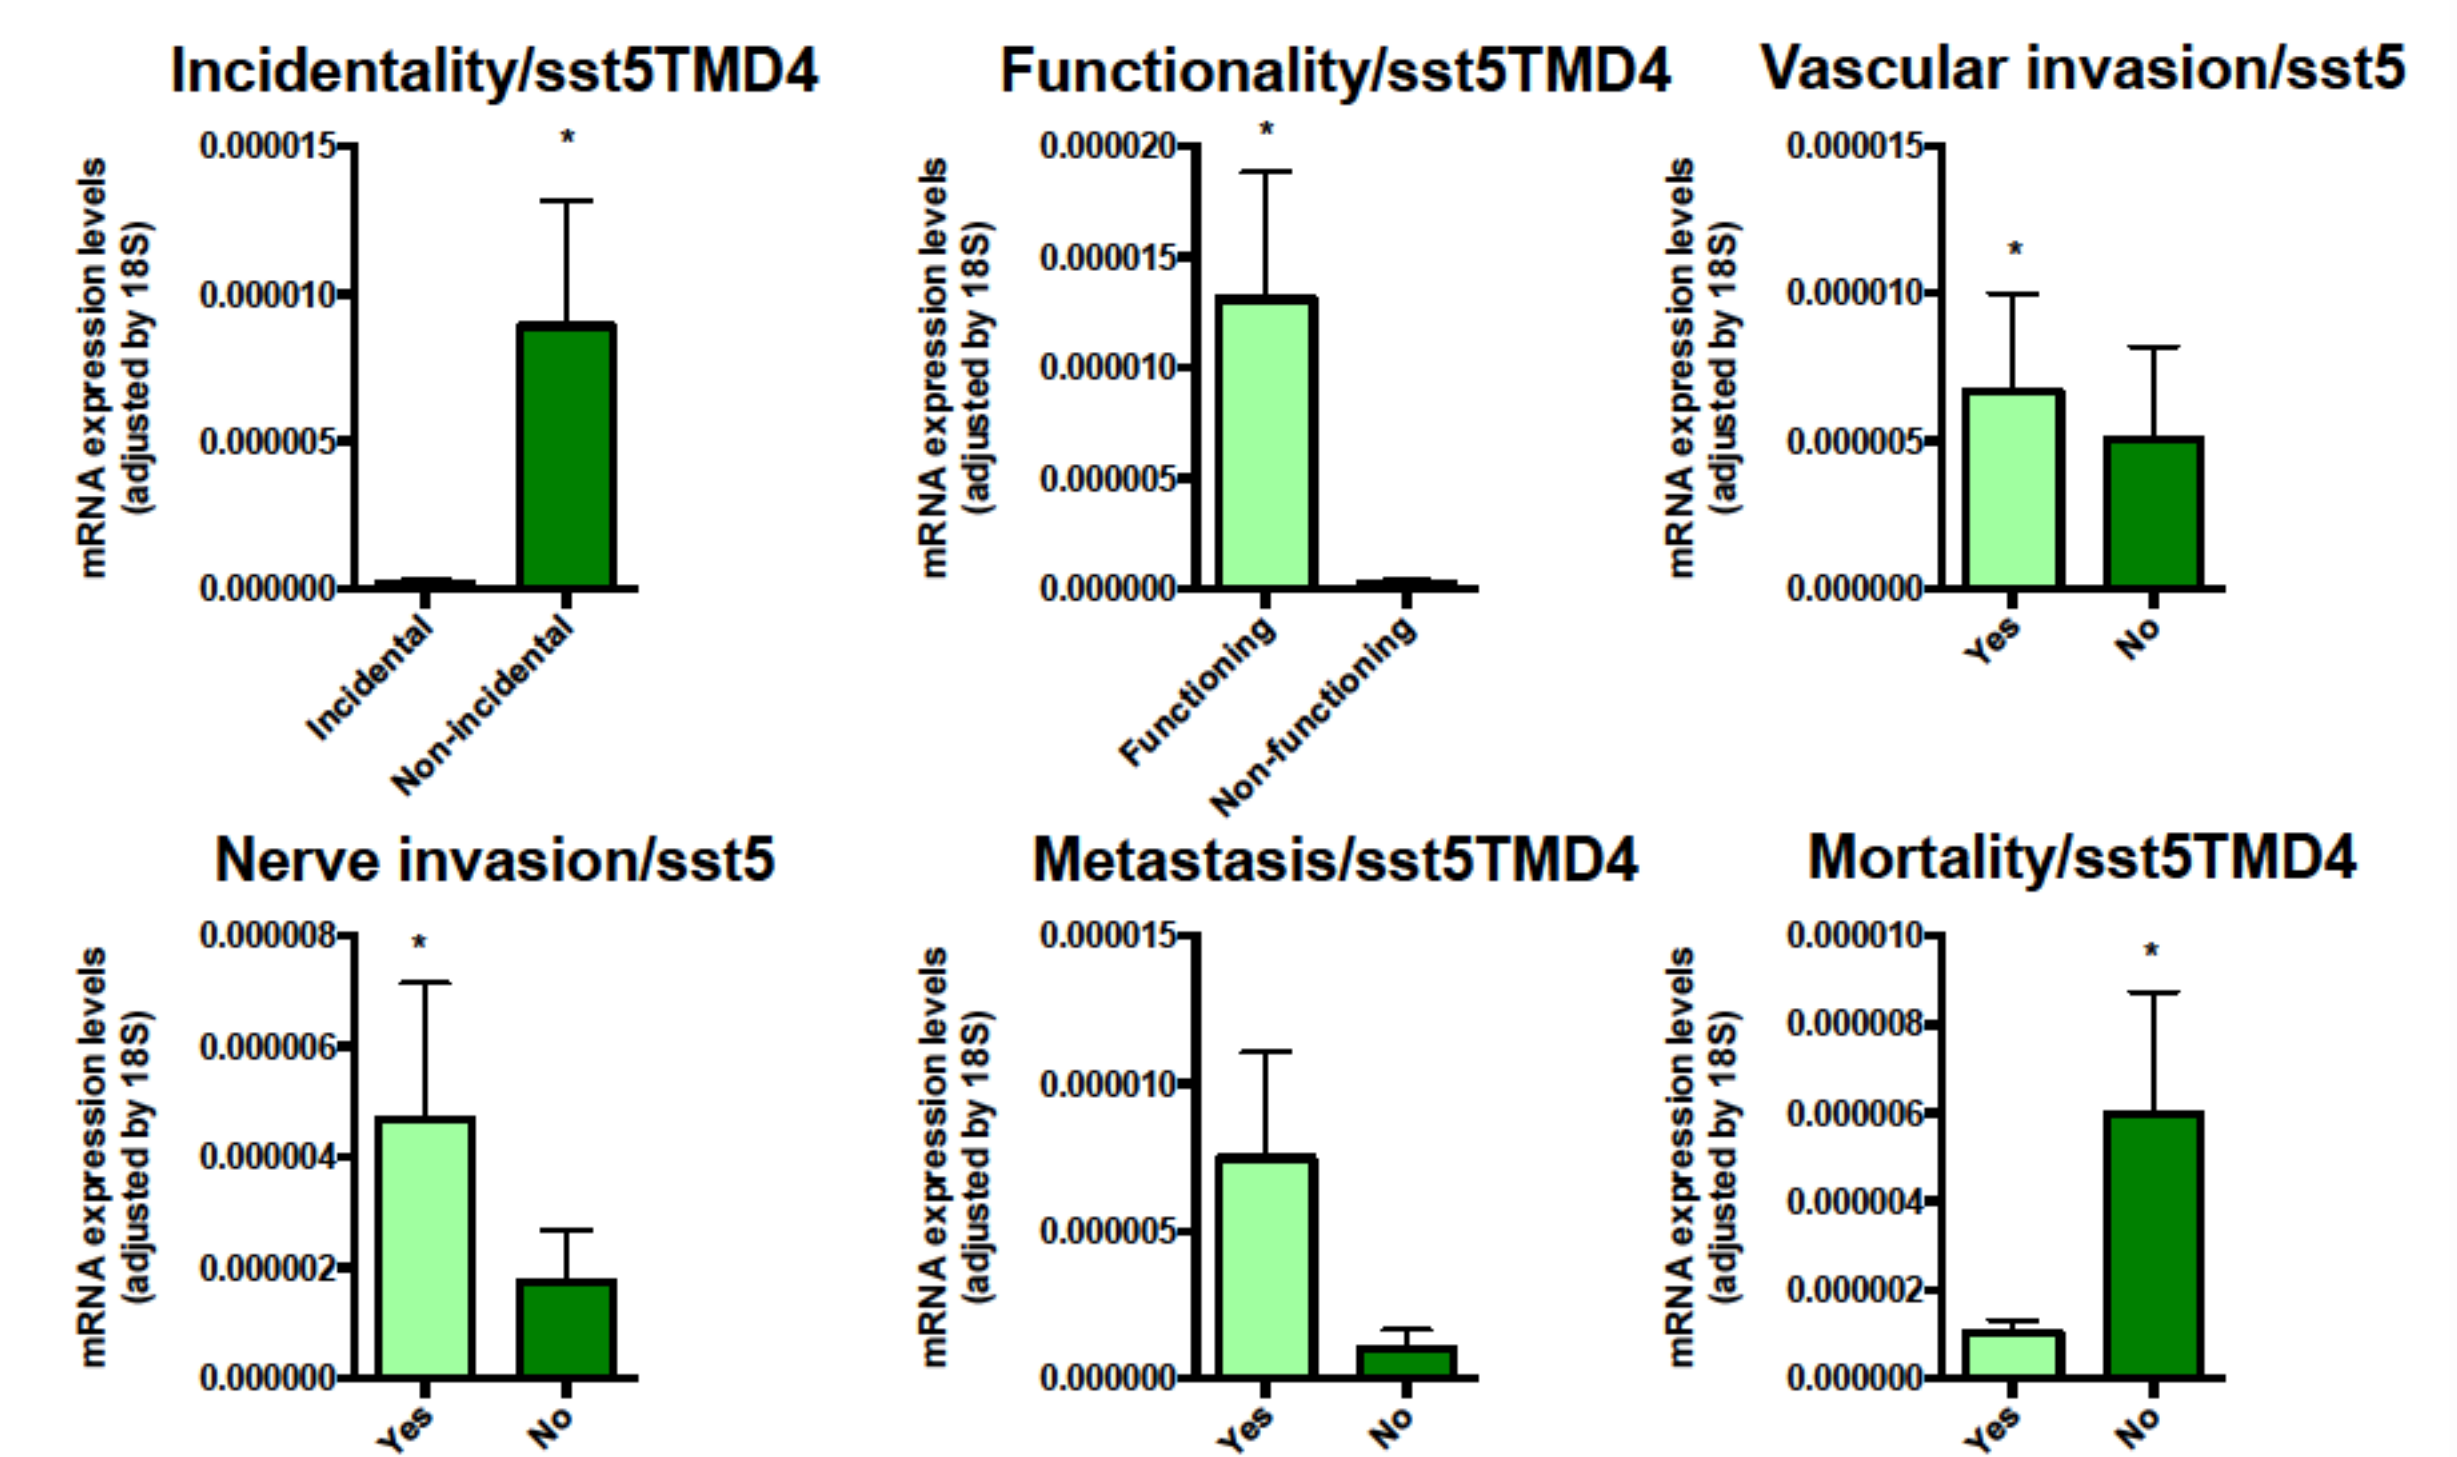 Incidentality/sst5TMD4
mRNA expression levels
(adjusted by 18S)
0.000015
0.000010
0.000005
0.000000
*
Incidental
Non-incidental
Functionality/sst5TMD4
mRNA expression levels
(adjusted by 18S)
0.000020
0.000015
0.000010
0.000005
0.000000
*
Functioning
Non-functioning
Vascular invasion/sst5
mRNA expression levels
(adjusted by 18S)
0.000015
0.000010
0.000005
0.000000
*
Yes
No
Nerve invasion/sst5
mRNA expression levels
(adjusted by 18S)
0.000008
0.000006
0.000004
0.000002
0.000000
*
Yes
No
Metastasis/sst5TMD4
mRNA expression levels
(adjusted by 18S)
0.000015
0.000010
0.000005
0.000000
Yes
No
Mortality/sst5TMD4
mRNA expression levels
(adjusted by 18S)
0.000010
0.000008
0.000006
0.000004
0.000002
0.000000
*
Yes
No